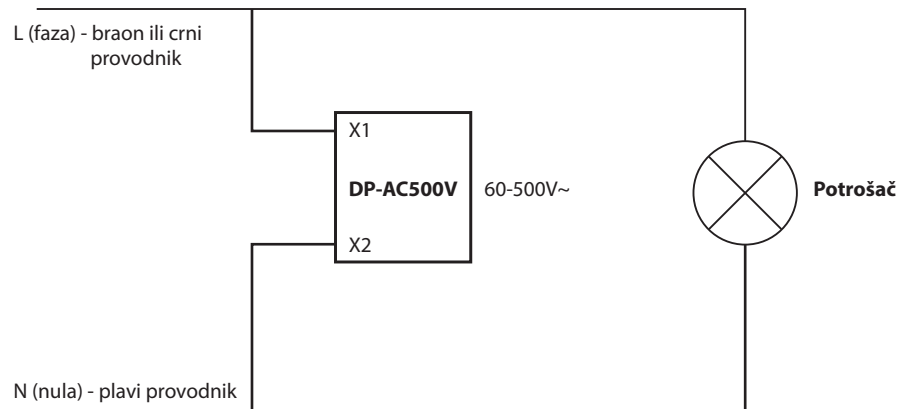 L (faza) - braon ili crni
provodnik
X1
DP-AC500V
60-500V~
Potrošač
X2
N (nula) - plavi provodnik